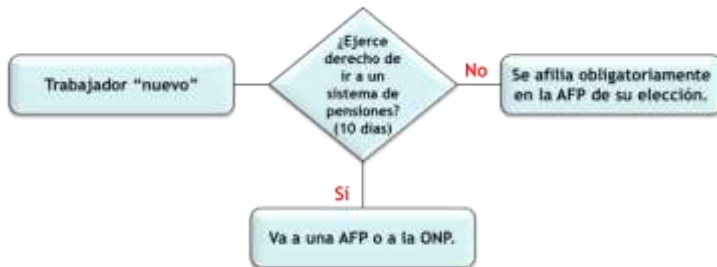 ¿Ejerce
derecho de
ir a un
sistema de
pensiones?
(10 días)
Trabajador “nuevo”
No
Se afilia obligatoriamente
en la AFP de su elección.
Sí
Va a una AFP o a la ONP.